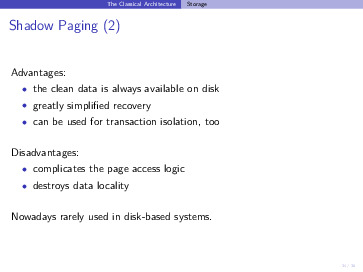 The Classical Architecture Storage
Shadow Paging (2)
Advantages:
• the clean data is always available on disk
• greatly simplified recovery
• can be used for transaction isolation, too
Disadvantages:
• complicates the page access logic
• destroys data locality
Nowadays rarely used in disk-based systems.